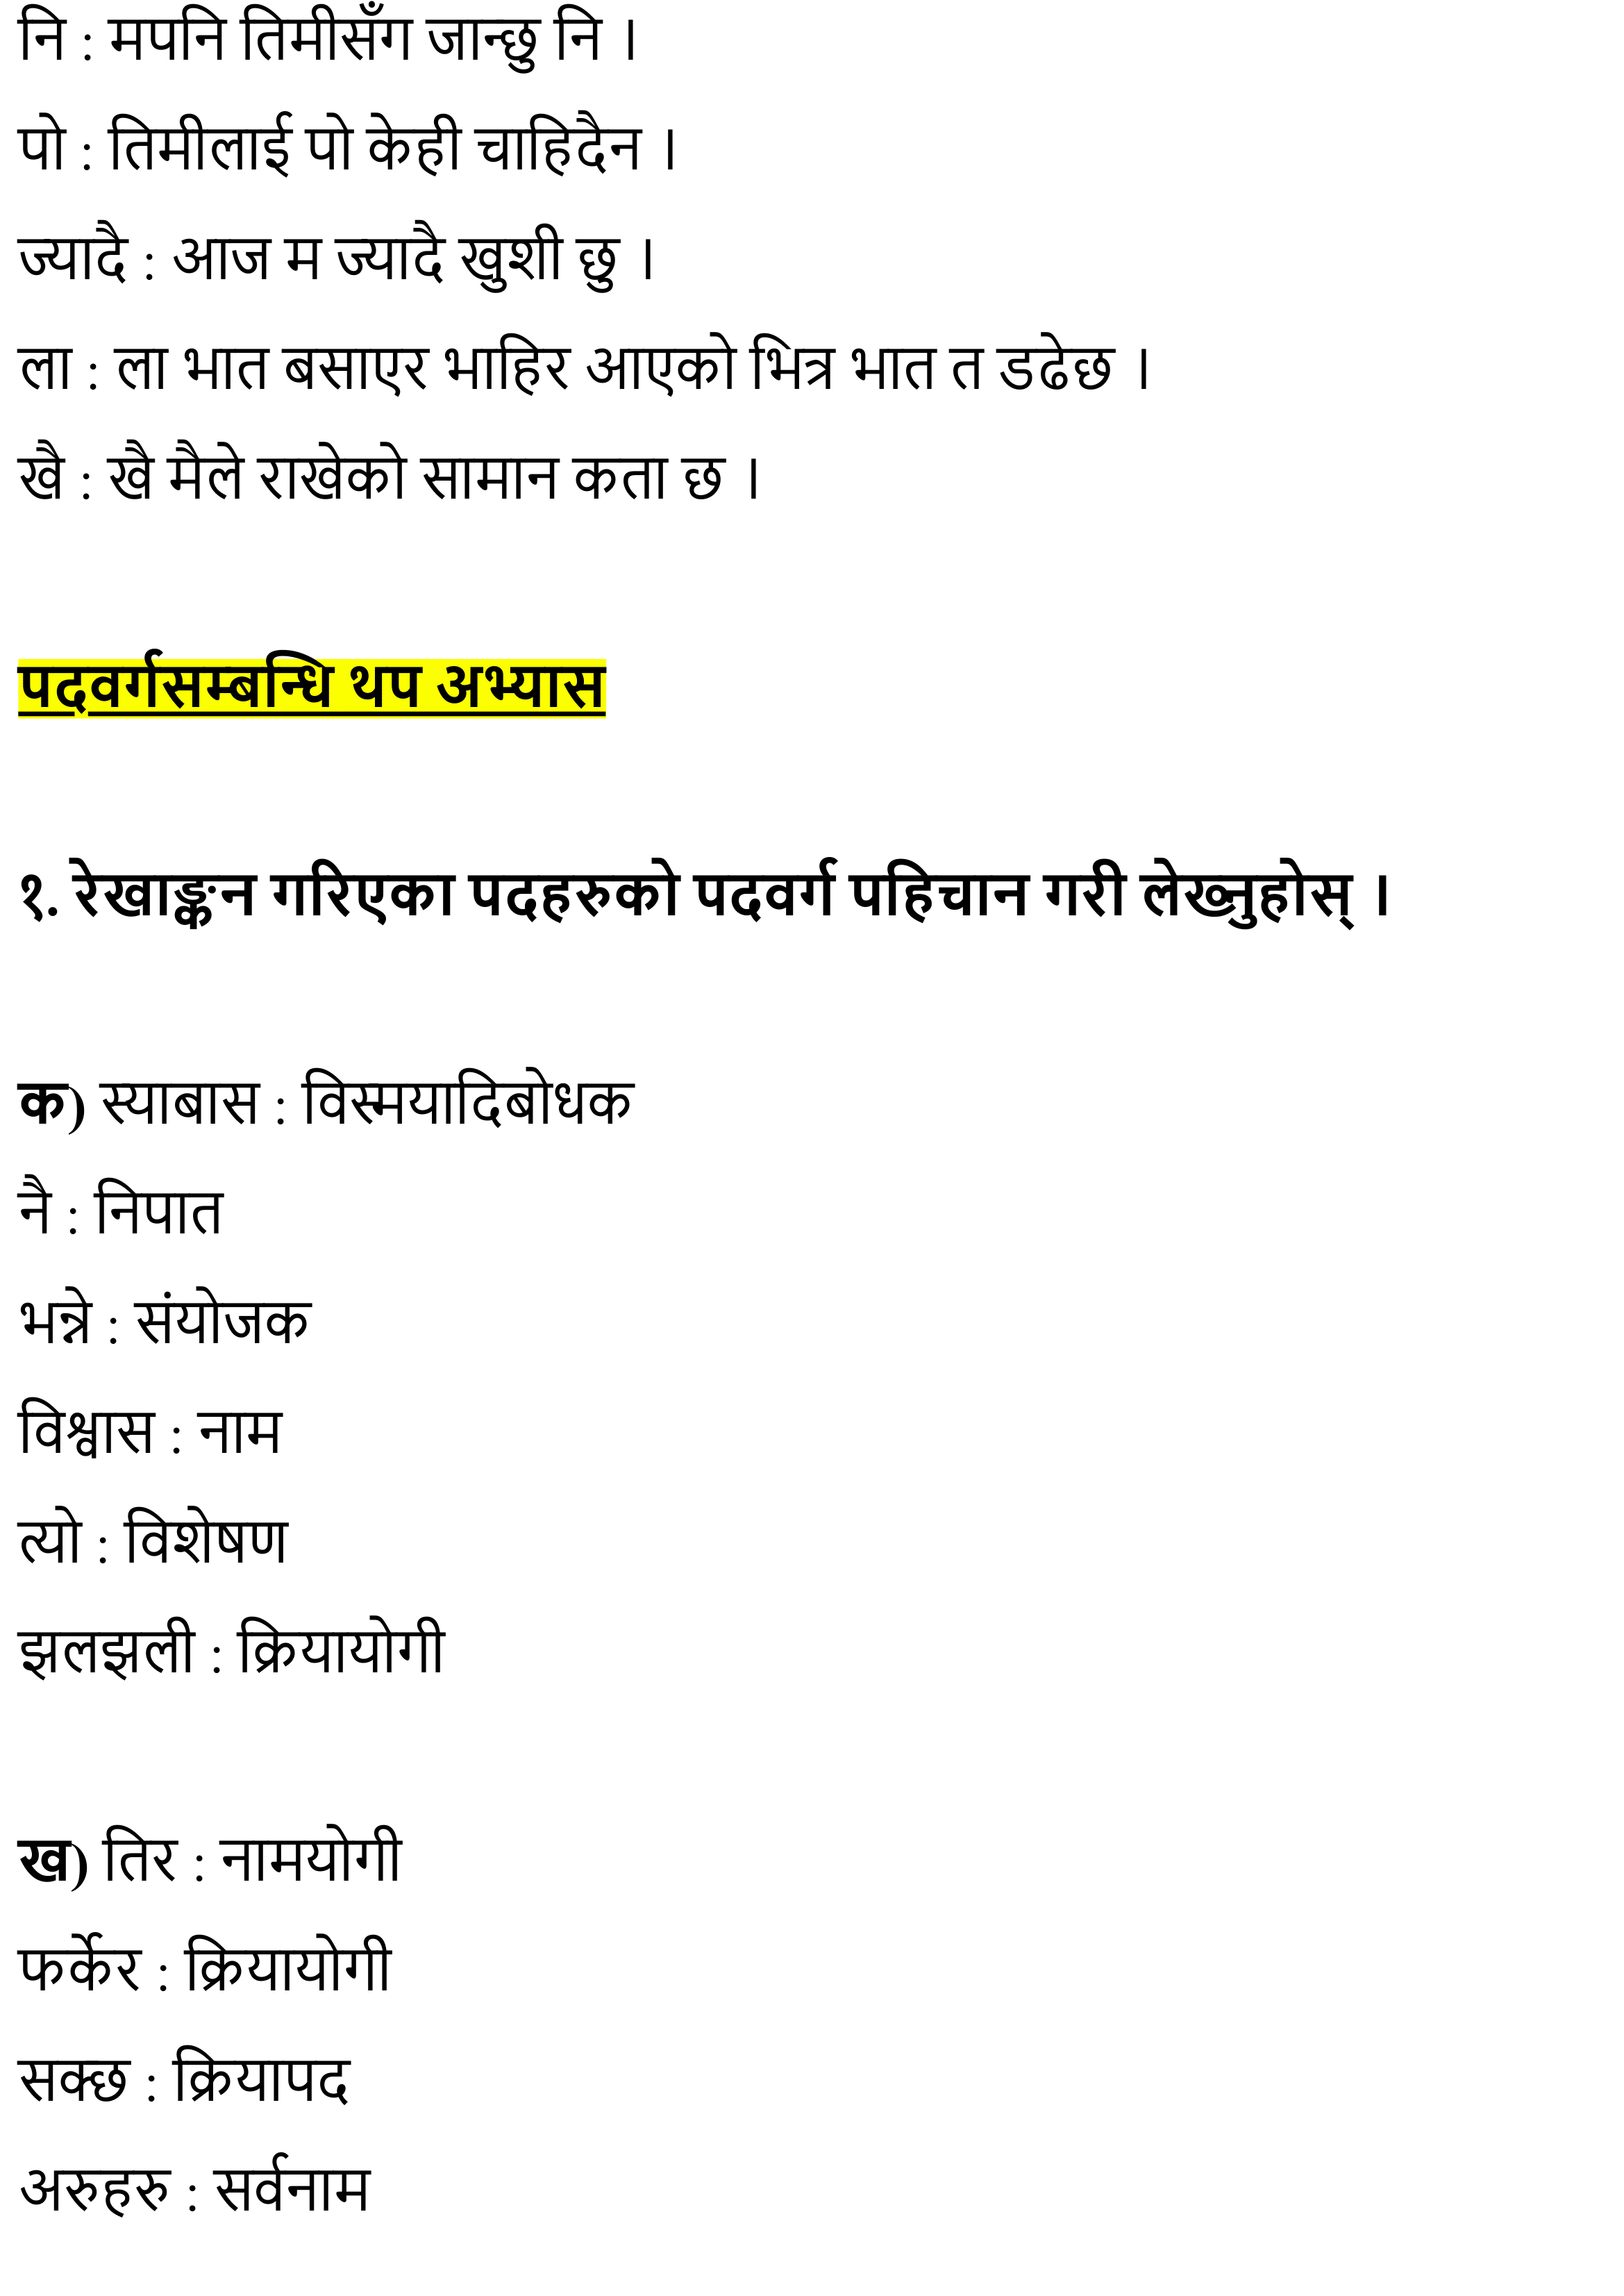 नि : मपनि तिमीसँग जान्छु नि ।
पो : तिमीलाई पो केही चाहिदैन ।
ज्यादै : आज म ज्यादै खुशी छु ।
ला : ला भात बसाएर भाहिर आएको भित्र भात त डढेछ ।
खै : खै मैले राखेको सामान कता छ ।
पदवर्गसम्बन्धि थप अभ्यास
१. रेखाङ्कन गरिएका पदहरुको पदवर्ग पहिचान गरी लेख्नुहोस् ।
क) स्याबास : विस्मयादिबोधक
नै : निपात
भन्ने : संयोजक
विश्वास : नाम
त्यो : विशेषण
झलझली : क्रियायोगी
ख) तिर : नामयोगी
फर्केर : क्रियायोगी
सक्छ : क्रियापद
अरुहरु : सर्वनाम